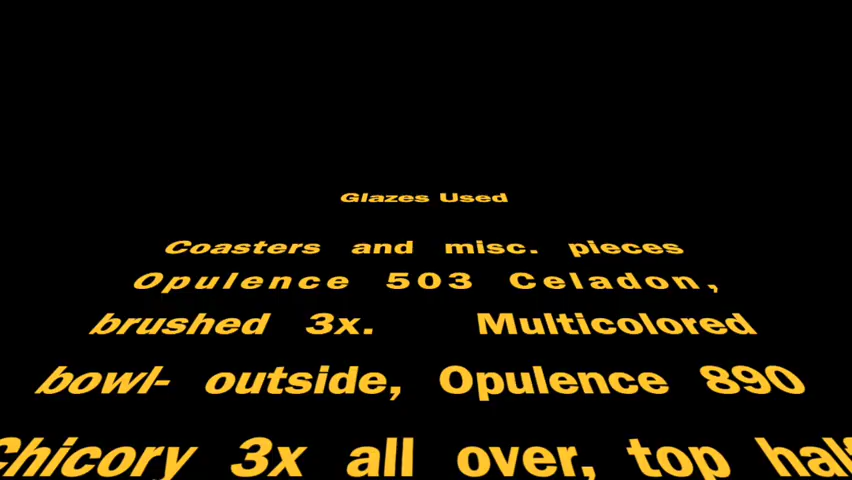 Glazes Used
Coasters and misc. pieces
Opulence 503 Celadon,
brushed 3x. Multicolored
bowl- outside, Opulence 890
Chicory 3x all over, top half